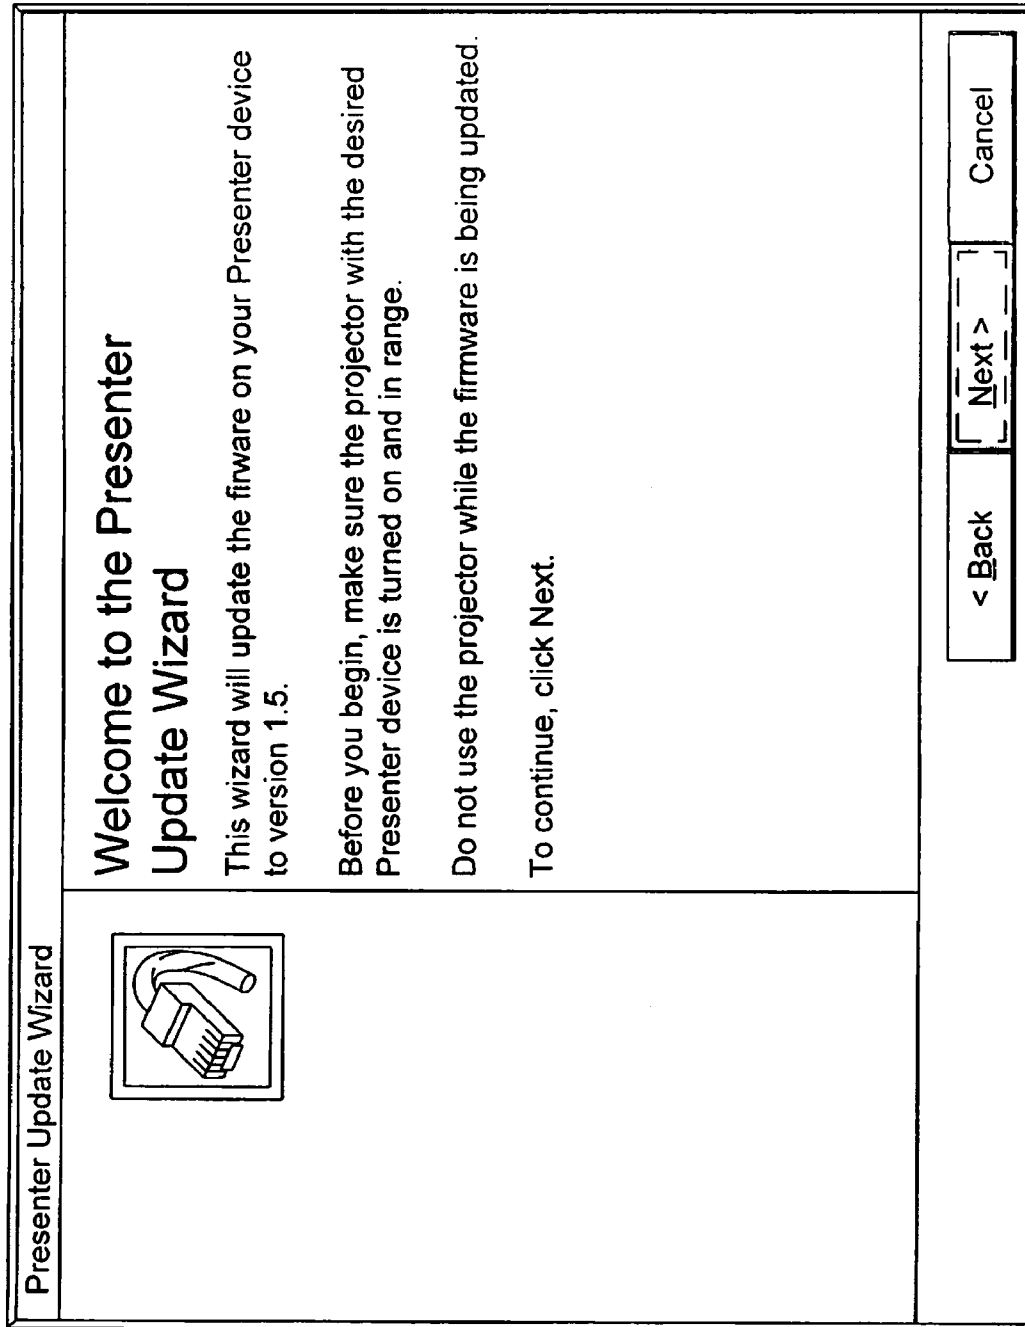 Presenter Update Wizard
Welcome to the Presenter
Update Wizard
This wizard will update the firware on your Presenter device
to version 1.5.
Before you begin, make sure the projector with the desired
Presenter device is turned on and in range.
Do not use the projector while the firmware is being updated.
To continue, click Next.
< Back
Next >
Cancel